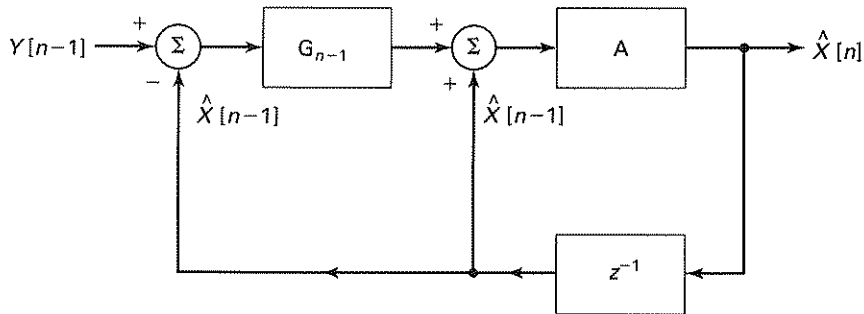 + +
Y[n−1] Σ G_{n−1} Σ A X̂[n]
− +
X̂[n−1] X̂[n−1]
z⁻¹